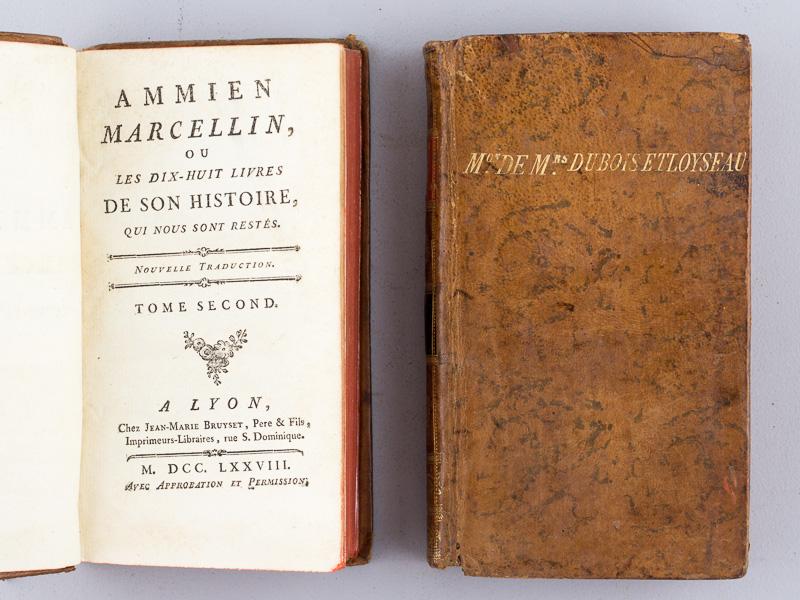 AMMIEN
MARCELLIN,
OU
LES DIX-HUIT LIVRES
DE SON HISTOIRE,
QUI NOUS SONT RESTÉS.
NOUVELLE TRADUCTION.
TOME SECOND.
A LYON,
Chez JEAN-MARIE BRUYSET, Pere & Fils,
Imprimeurs-Libraires, rue S. Dominique.
M. DCC. LXXVIII.
AVEC APPROBATION ET PERMISSION.
MON DE MRS DUBOIS ET LOYSEAU